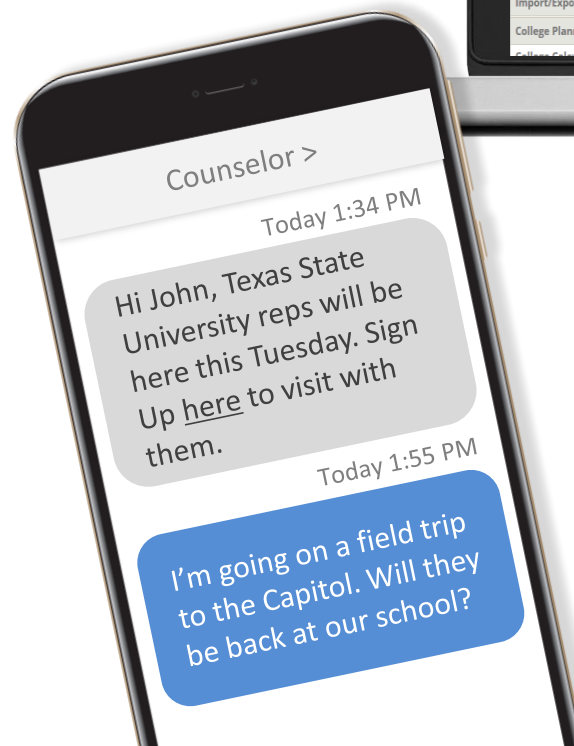 Import/Expo
College Plan
Counselor >
Today 1:34 PM
Hi John, Texas State
University reps will be
here this Tuesday. Sign
Up here to visit with
them.
Today 1:55 PM
I’m going on a field trip
to the Capitol. Will they
be back at our school?